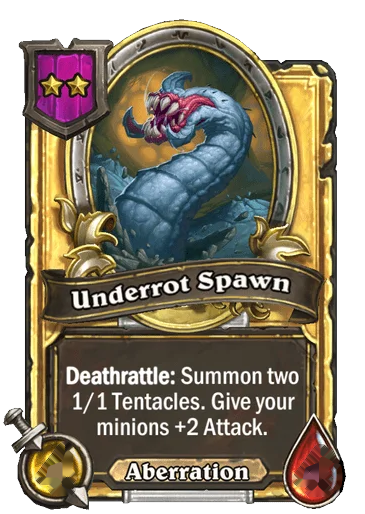 Underrot Spawn
Deathrattle: Summon two
1/1 Tentacles. Give your
minions +2 Attack.
Aberration